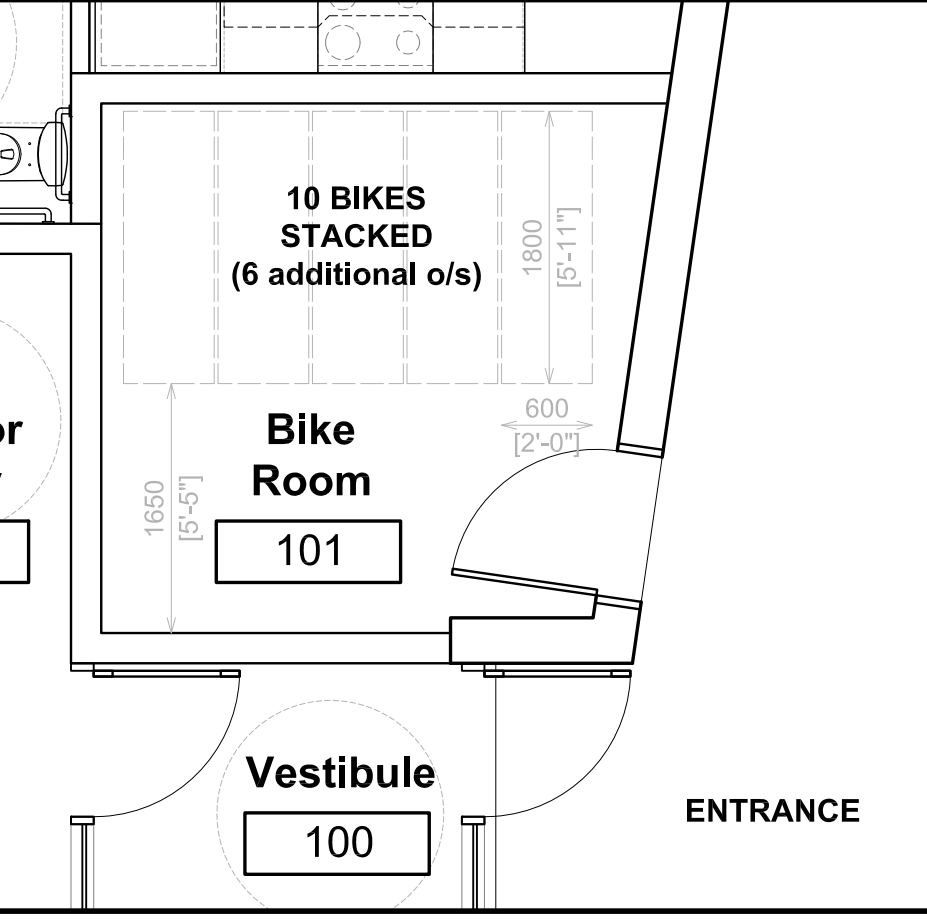 10 BIKES
STACKED
(6 additional o/s)
1800
[5'-11"]
600
[2'-0"]
Bike
Room
101
1650
[5'-5"]
or
Vestibule
100
ENTRANCE